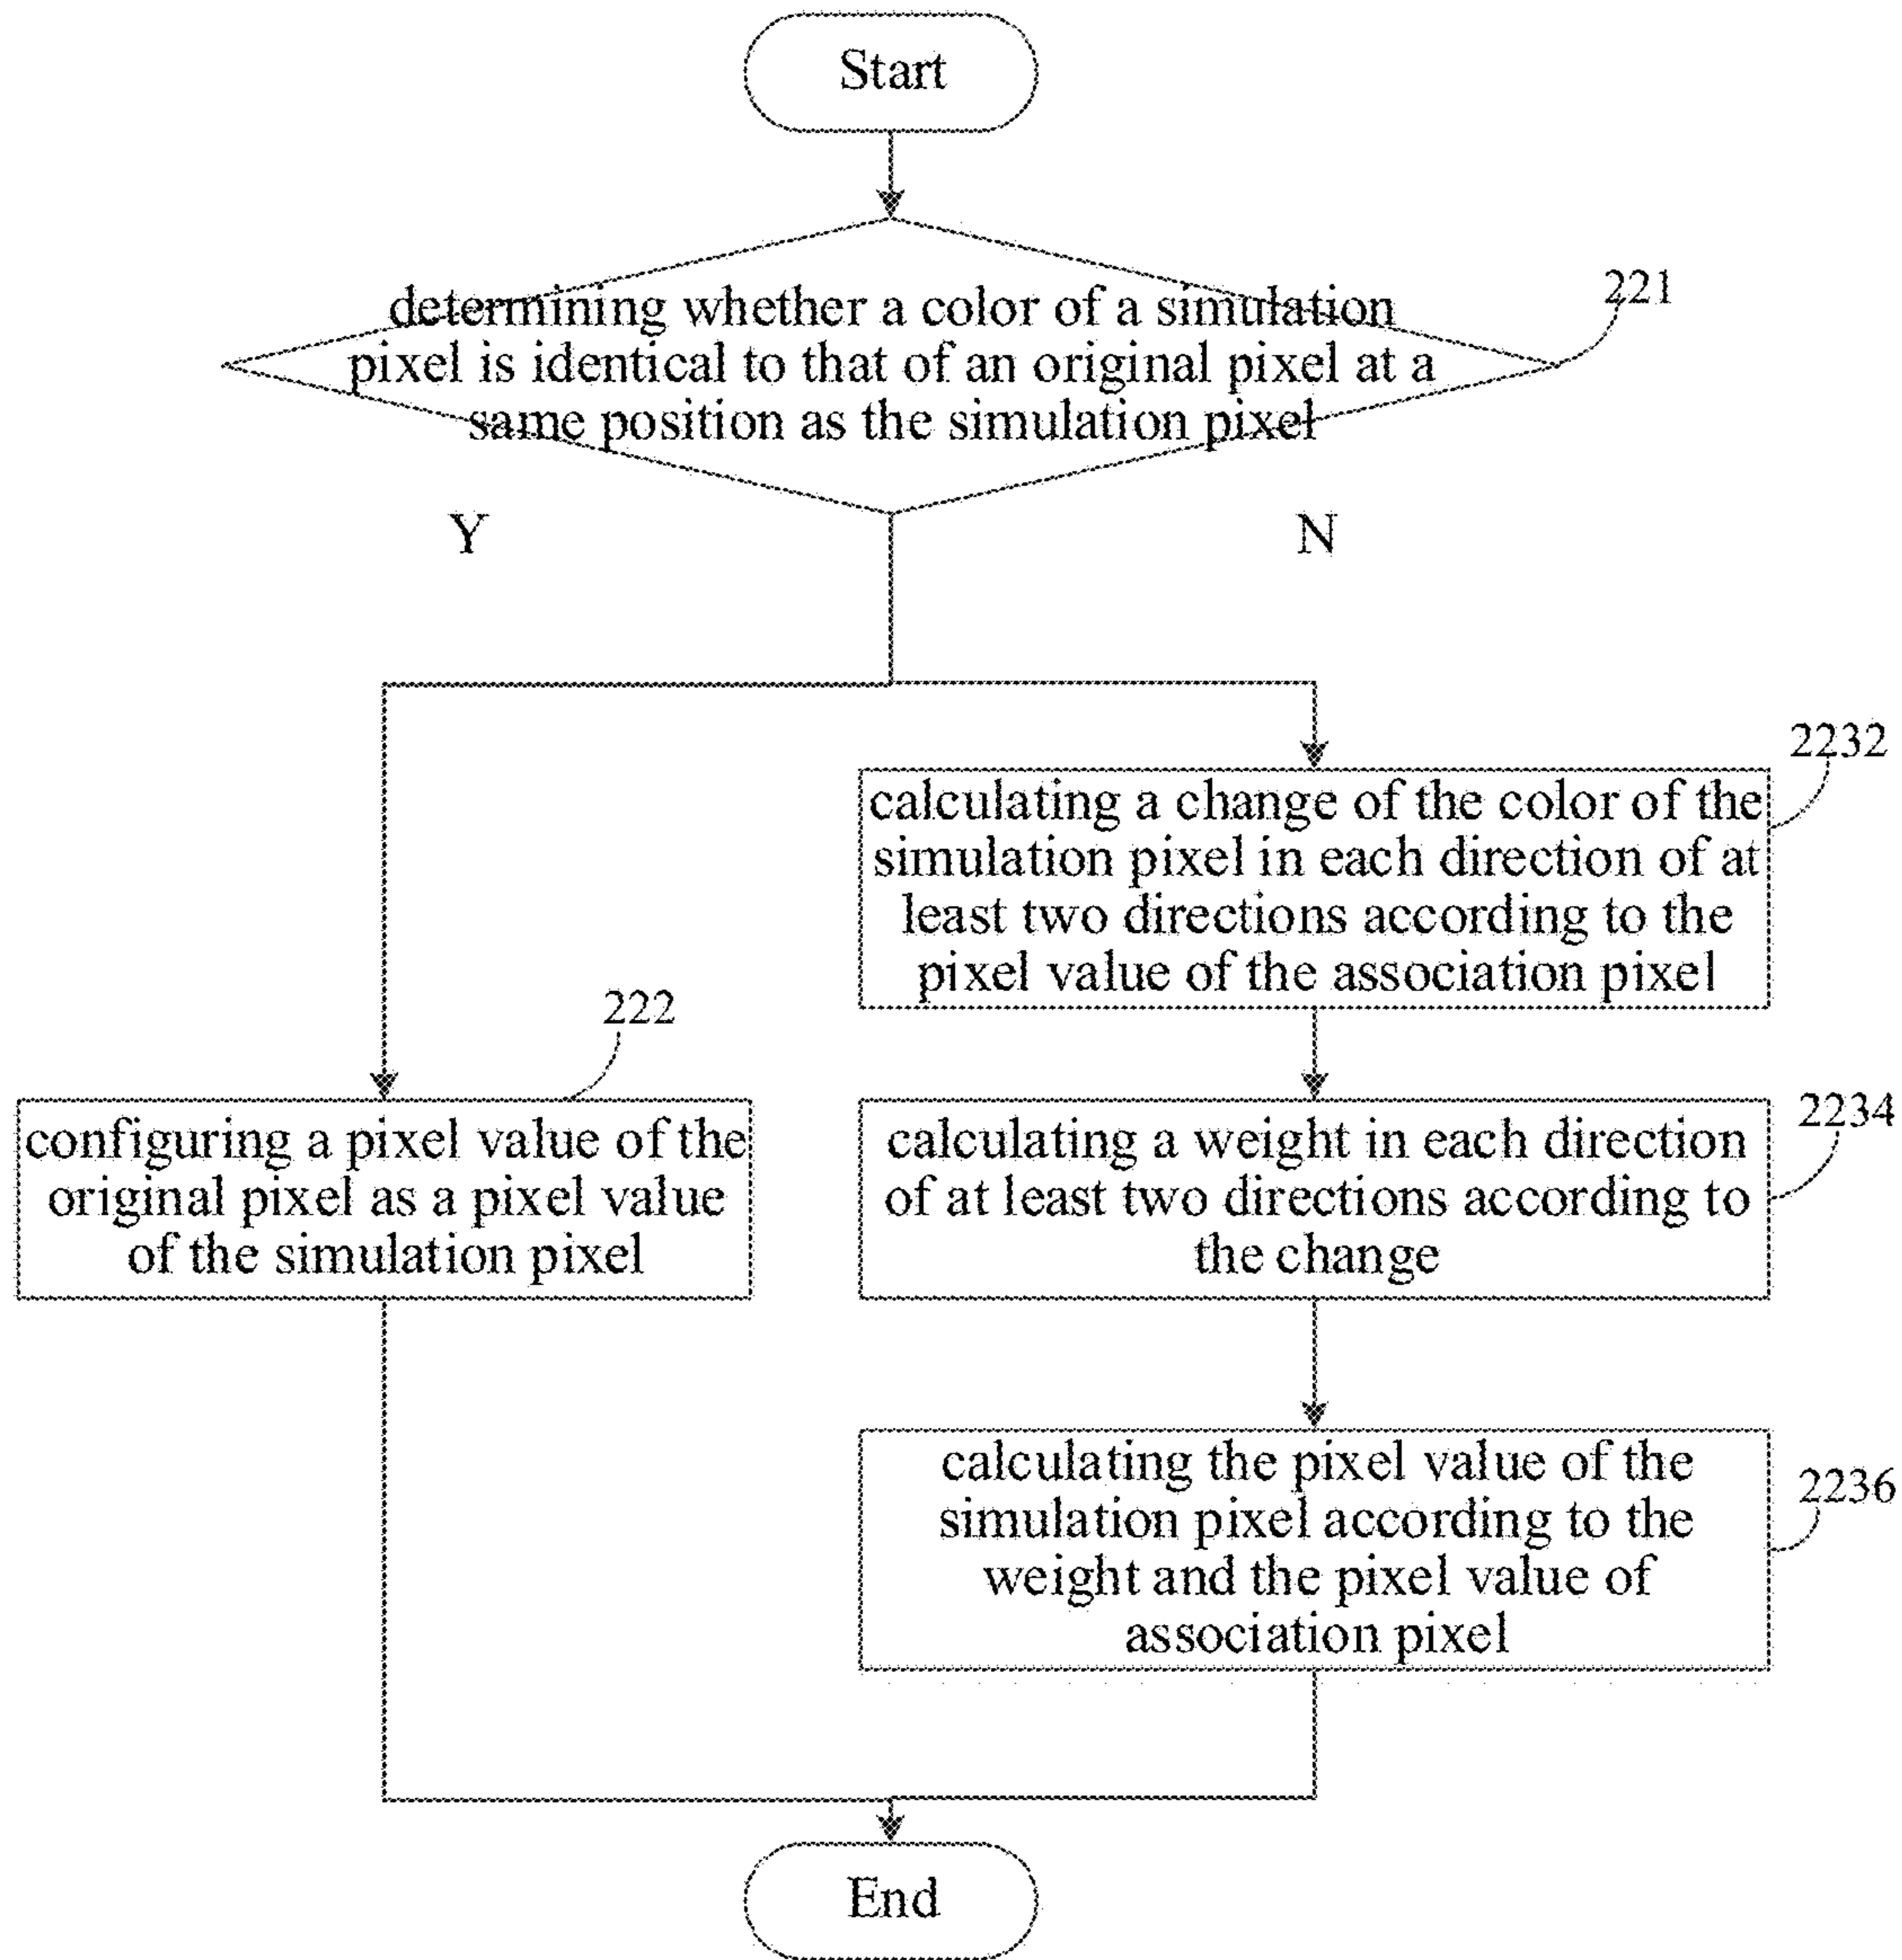 Start
determining whether a color of a simulation
pixel is identical to that of an original pixel at a
same position as the simulation pixel
221
Y
N
2232
calculating a change of the color of the
simulation pixel in each direction of at
least two directions according to the
pixel value of the association pixel
222
configuring a pixel value of the
original pixel as a pixel value
of the simulation pixel
2234
calculating a weight in each direction
of at least two directions according to
the change
2236
calculating the pixel value of the
simulation pixel according to the
weight and the pixel value of
association pixel
End